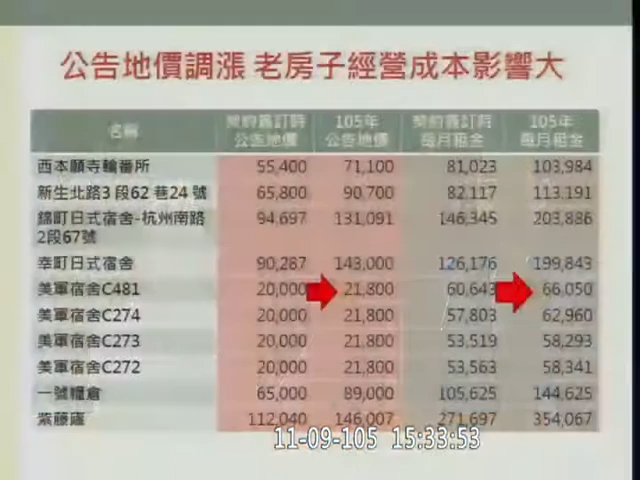 公告地價調漲 老房子經營成本影響大
名稱 契約簽訂時公告地價 105年公告地價 契約簽訂時每月租金 105年每月租金
西本願寺輪番所 55,400 71,100 81,023 103,984
新生北路3 段62 巷24 號 65,800 90,700 82,117 113,191
錦町日式宿舍-杭州南路 94,697 131,091 146,345 203,886
2段67號
幸町日式宿舍 90,287 143,000 126,176 199,843
美軍宿舍C481 20,000 21,800 60,643 66,050
美軍宿舍C274 20,000 21,800 57,803 62,960
美軍宿舍C273 20,000 21,800 53,519 58,293
美軍宿舍C272 20,000 21,800 53,563 58,341
一號糧倉 65,000 89,000 105,625 144,625
紫藤廬 112,040 146,007 271,697 354,067
11-09-105 15:33:53